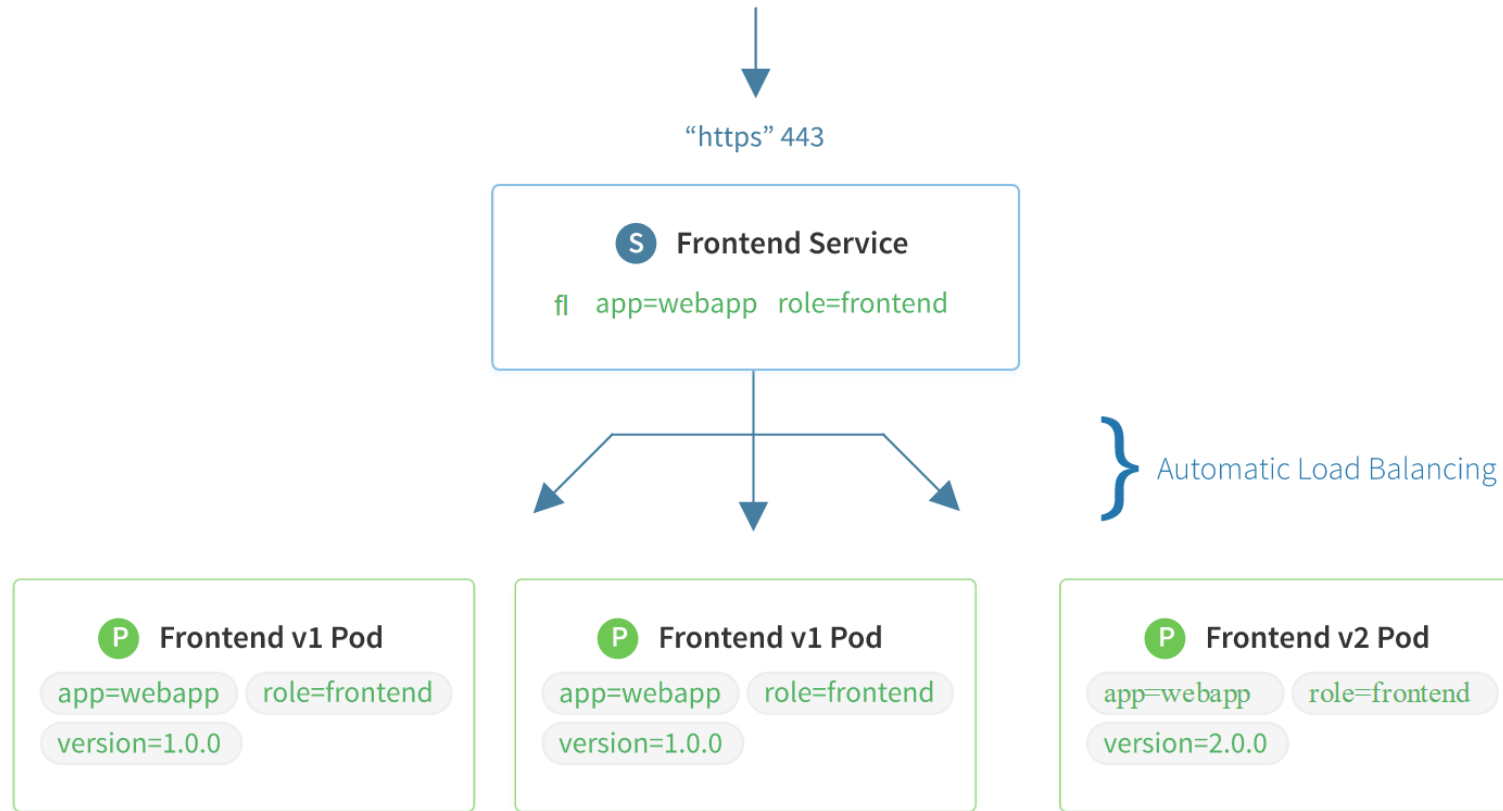 “https” 443
S Frontend Service
ﬂ app=webapp role=frontend
Automatic Load Balancing
P Frontend v1 Pod
app=webapp role=frontend
version=1.0.0
P Frontend v1 Pod
app=webapp role=frontend
version=1.0.0
P Frontend v2 Pod
app=webapp role=frontend
version=2.0.0